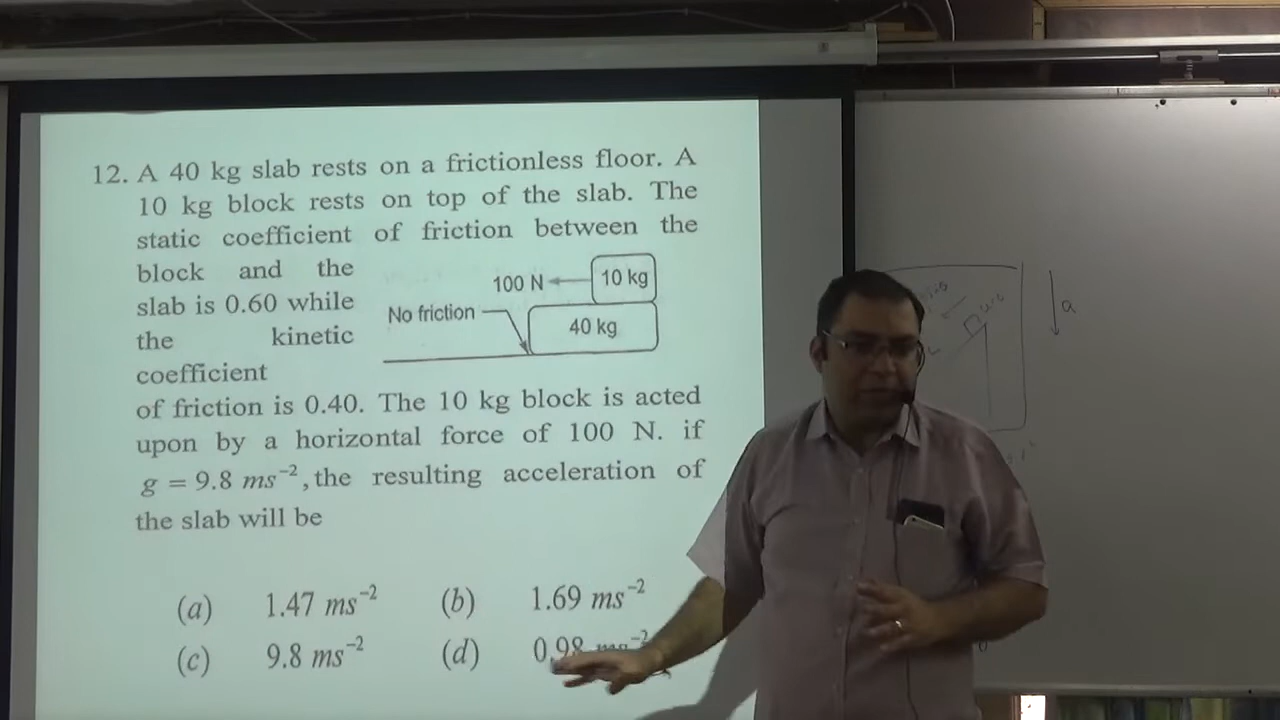 12. A 40 kg slab rests on a frictionless floor. A
10 kg block rests on top of the slab. The
static coefficient of friction between the
block and the
slab is 0.60 while
the kinetic
coefficient
100 N
10 kg
No friction
40 kg
of friction is 0.40. The 10 kg block is acted
upon by a horizontal force of 100 N. if
g = 9.8 ms⁻², the resulting acceleration of
the slab will be
(a) 1.47 ms⁻² (b) 1.69 ms⁻²
(c) 9.8 ms⁻² (d) 0.98 ms⁻²
a